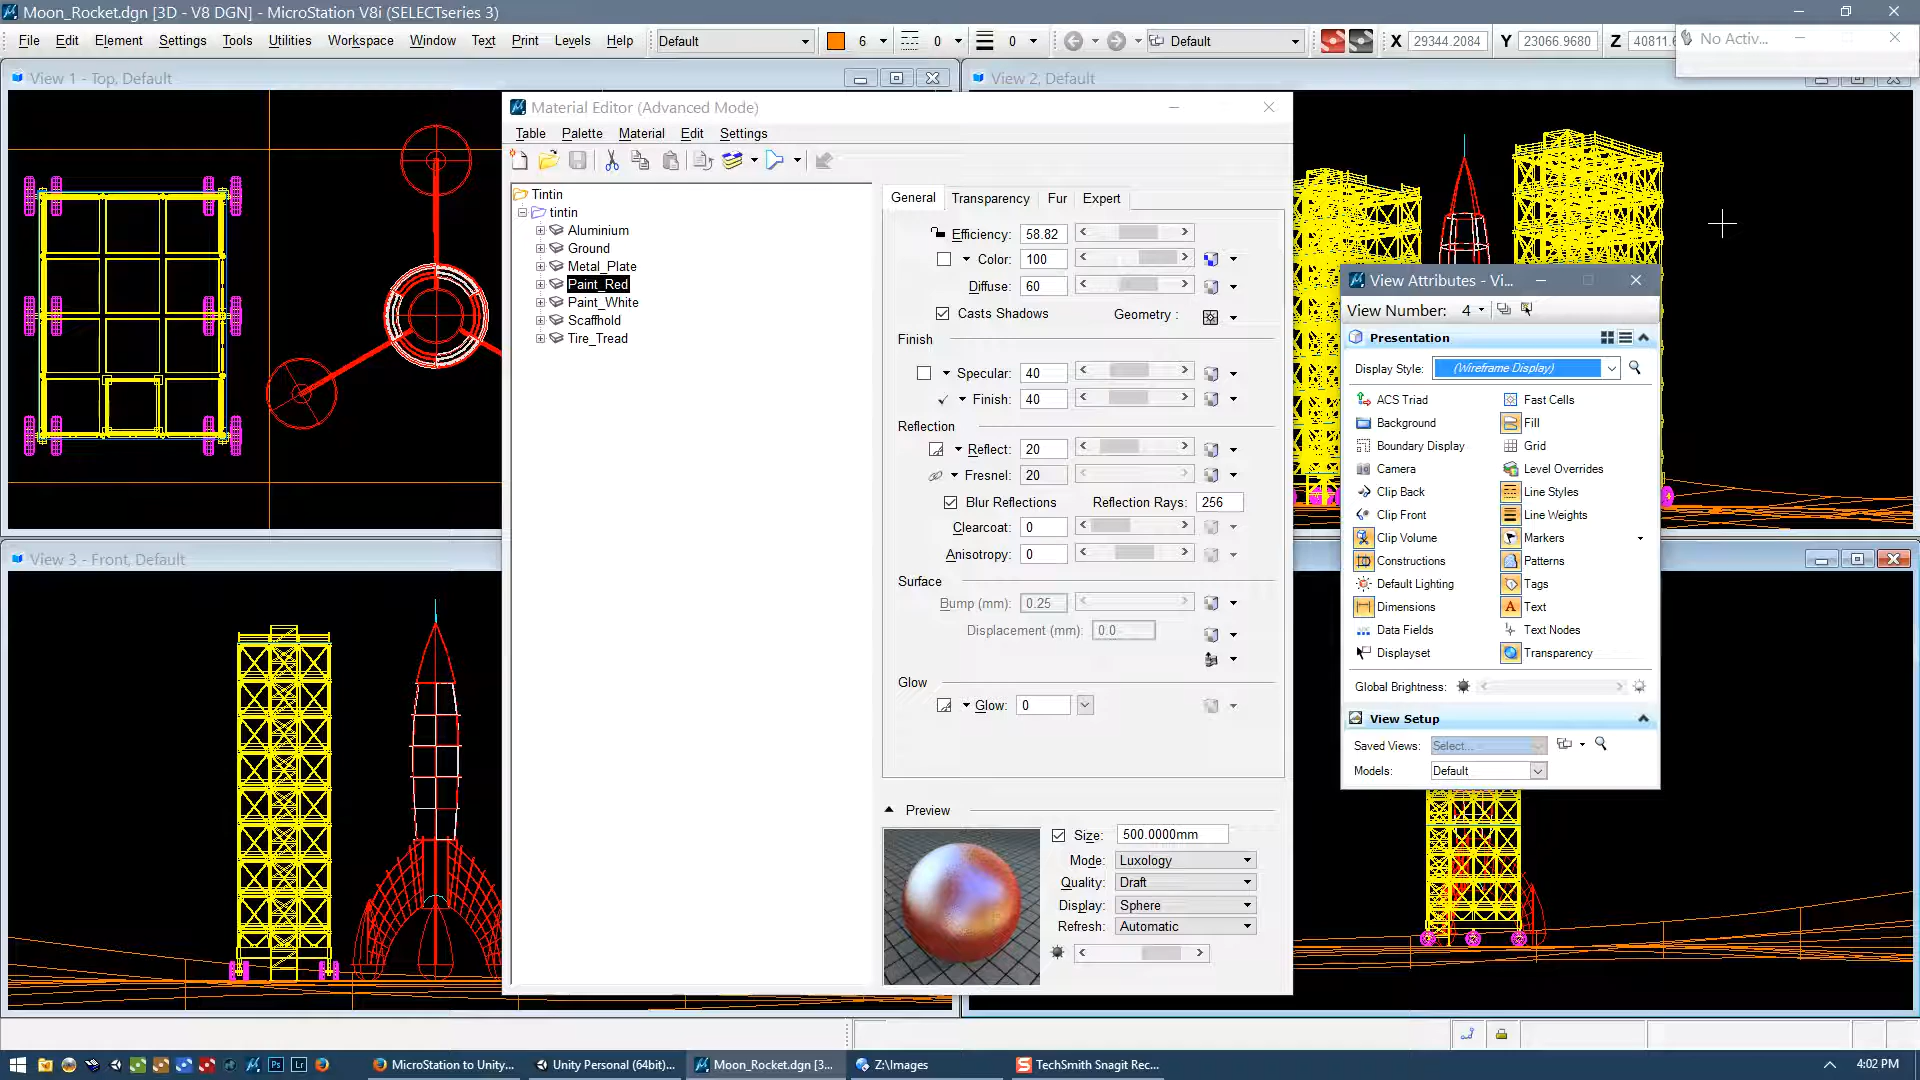 Moon_Rocket.dgn [3D - V8 DGN] - MicroStation V8i (SELECTseries 3)
File Edit Element Settings Tools Utilities Workspace Window Text Print Levels Help Default 6 0 0 Default X 29344.2084 Y 23066.9680 Z 40811.6
No Activ...
View 1 - Top, Default
View 2, Default
Material Editor (Advanced Mode)
Table Palette Material Edit Settings
Tintin
tintin
Aluminium
Ground
Metal_Plate
Paint_Red
Paint_White
Scaffhold
Tire_Tread
General Transparency Fur Expert
Efficiency: 58.82
Color: 100
Diffuse: 60
Casts Shadows Geometry :
Finish
Specular: 40
Finish: 40
Reflection
Reflect: 20
Fresnel: 20
Blur Reflections Reflection Rays: 256
Clearcoat: 0
Anisotropy: 0
Surface
Bump (mm): 0.25
Displacement (mm): 0.0
Glow
Glow: 0
Preview
Size: 500.0000mm
Mode: Luxology
Quality: Draft
Display: Sphere
Refresh: Automatic
View Attributes - Vi...
View Number: 4
Presentation
Display Style: (Wireframe Display)
ACS Triad Fast Cells
Background Fill
Boundary Display Grid
Camera Level Overrides
Clip Back Line Styles
Clip Front Line Weights
Clip Volume Markers
Constructions Patterns
Default Lighting Tags
Dimensions Text
Data Fields Text Nodes
Displayset Transparency
Global Brightness:
View Setup
Saved Views: Select...
Models: Default
View 3 - Front, Default
MicroStation to Unity... Unity Personal (64bit)... Moon_Rocket.dgn [3... Z:\Images TechSmith Snagit Rec... 4:02 PM